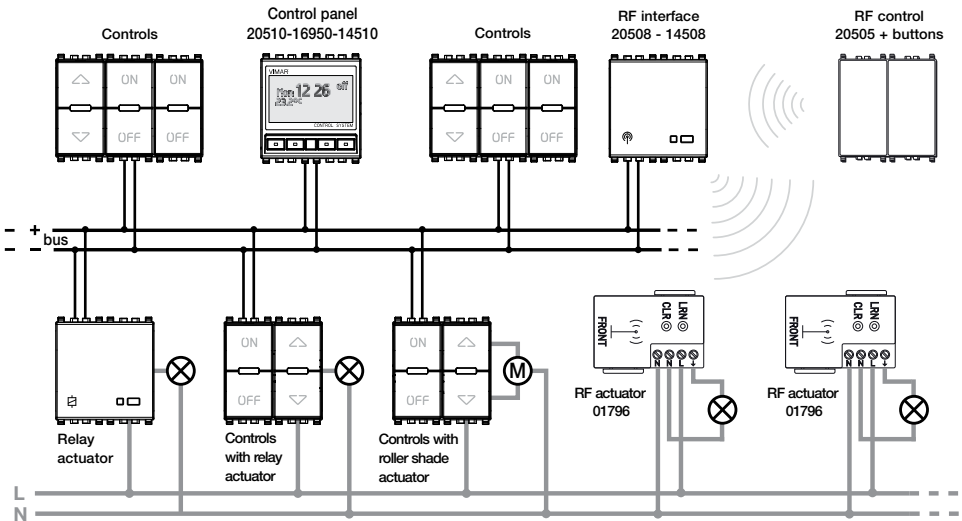 Controls
Control panel
20510-16950-14510
Controls
RF interface
20508 - 14508
RF control
20505 + buttons
ON
ON
OFF
OFF
VIMAR
Mon 12 26 off
23.2°C
CONTROL SYSTEM
ON
ON
OFF
OFF
+
bus
-
ON
OFF
ON
OFF
M
FRONT
CLR
LRN
N N L
RF actuator
01796
FRONT
CLR
LRN
N N L
RF actuator
01796
Relay
actuator
Controls
with relay
actuator
Controls with
roller shade
actuator
L
N